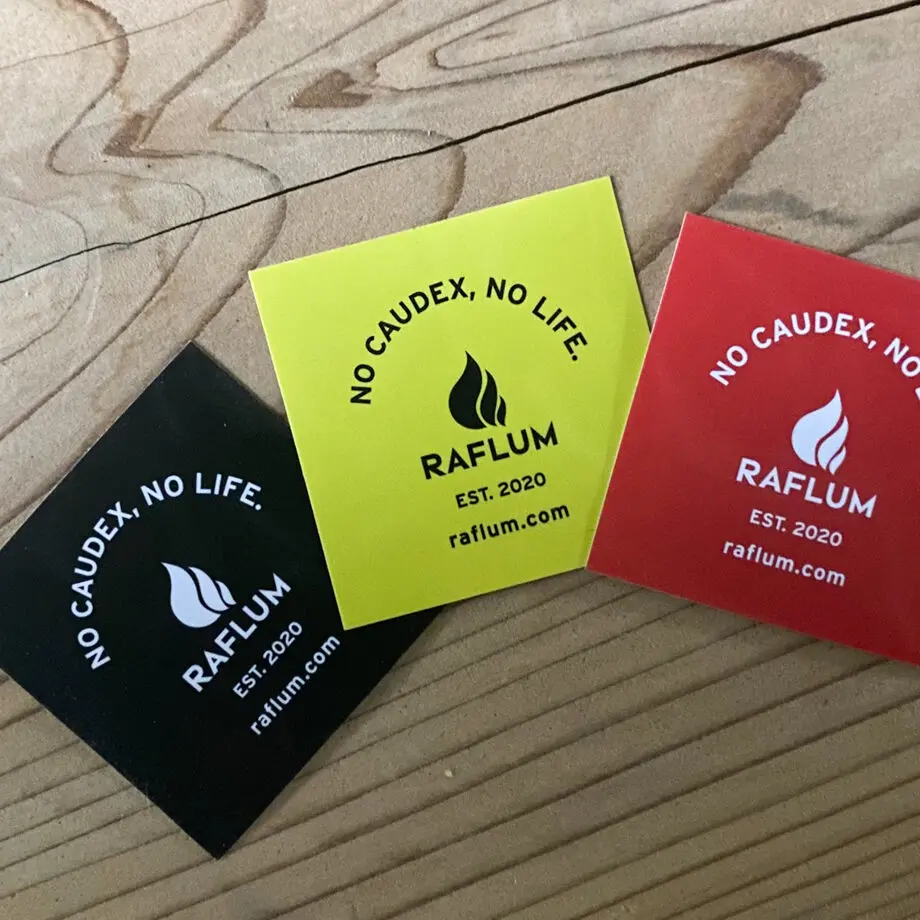 NO CAUDEX, NO LIFE.
RAFLUM
EST. 2020
raflum.com
NO CAUDEX, NO LIFE.
RAFLUM
EST. 2020
raflum.com
NO CAUDEX, NO
RAFLUM
EST. 2020
raflum.com